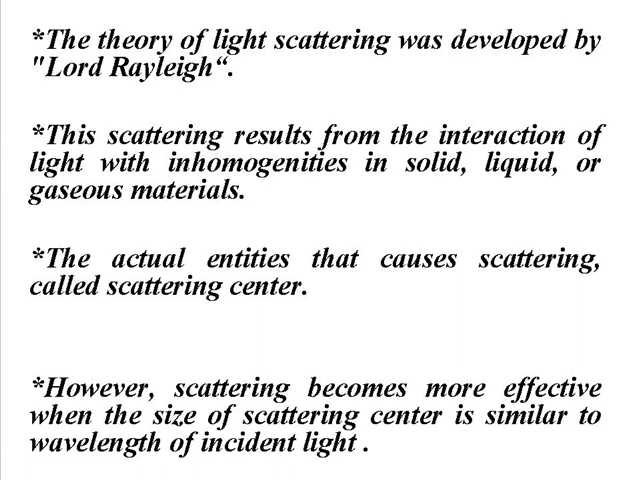 *The theory of light scattering was developed by
"Lord Rayleigh“.
*This scattering results from the interaction of
light with inhomogenities in solid, liquid, or
gaseous materials.
*The actual entities that causes scattering,
called scattering center.
*However, scattering becomes more effective
when the size of scattering center is similar to
wavelength of incident light .